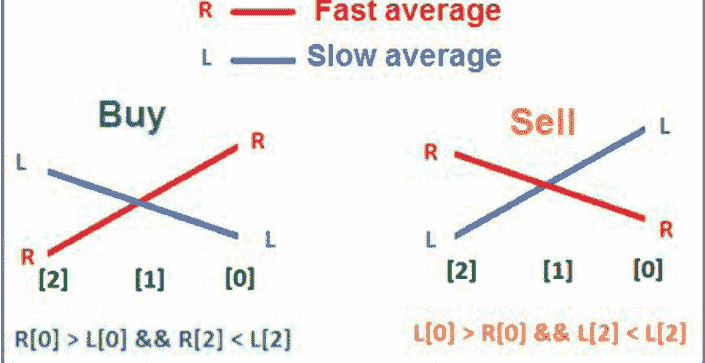 R Fast average
L Slow average
Buy
Sell
L
R
R
L
[2] [1] [0]
R[0] > L[0] && R[2] < L[2]
R
L
L
R
[2] [1] [0]
L[0] > R[0] && L[2] < L[2]